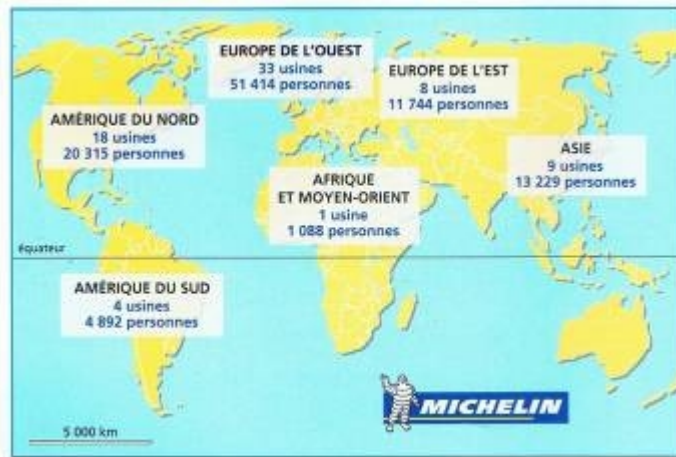 EUROPE DE L'OUEST
33 usines
51 414 personnes
EUROPE DE L'EST
8 usines
11 744 personnes
AMÉRIQUE DU NORD
18 usines
20 315 personnes
ASIE
9 usines
13 229 personnes
AFRIQUE
ET MOYEN-ORIENT
1 usine
1 088 personnes
équateur
AMÉRIQUE DU SUD
4 usines
4 892 personnes
MICHELIN
5 000 km